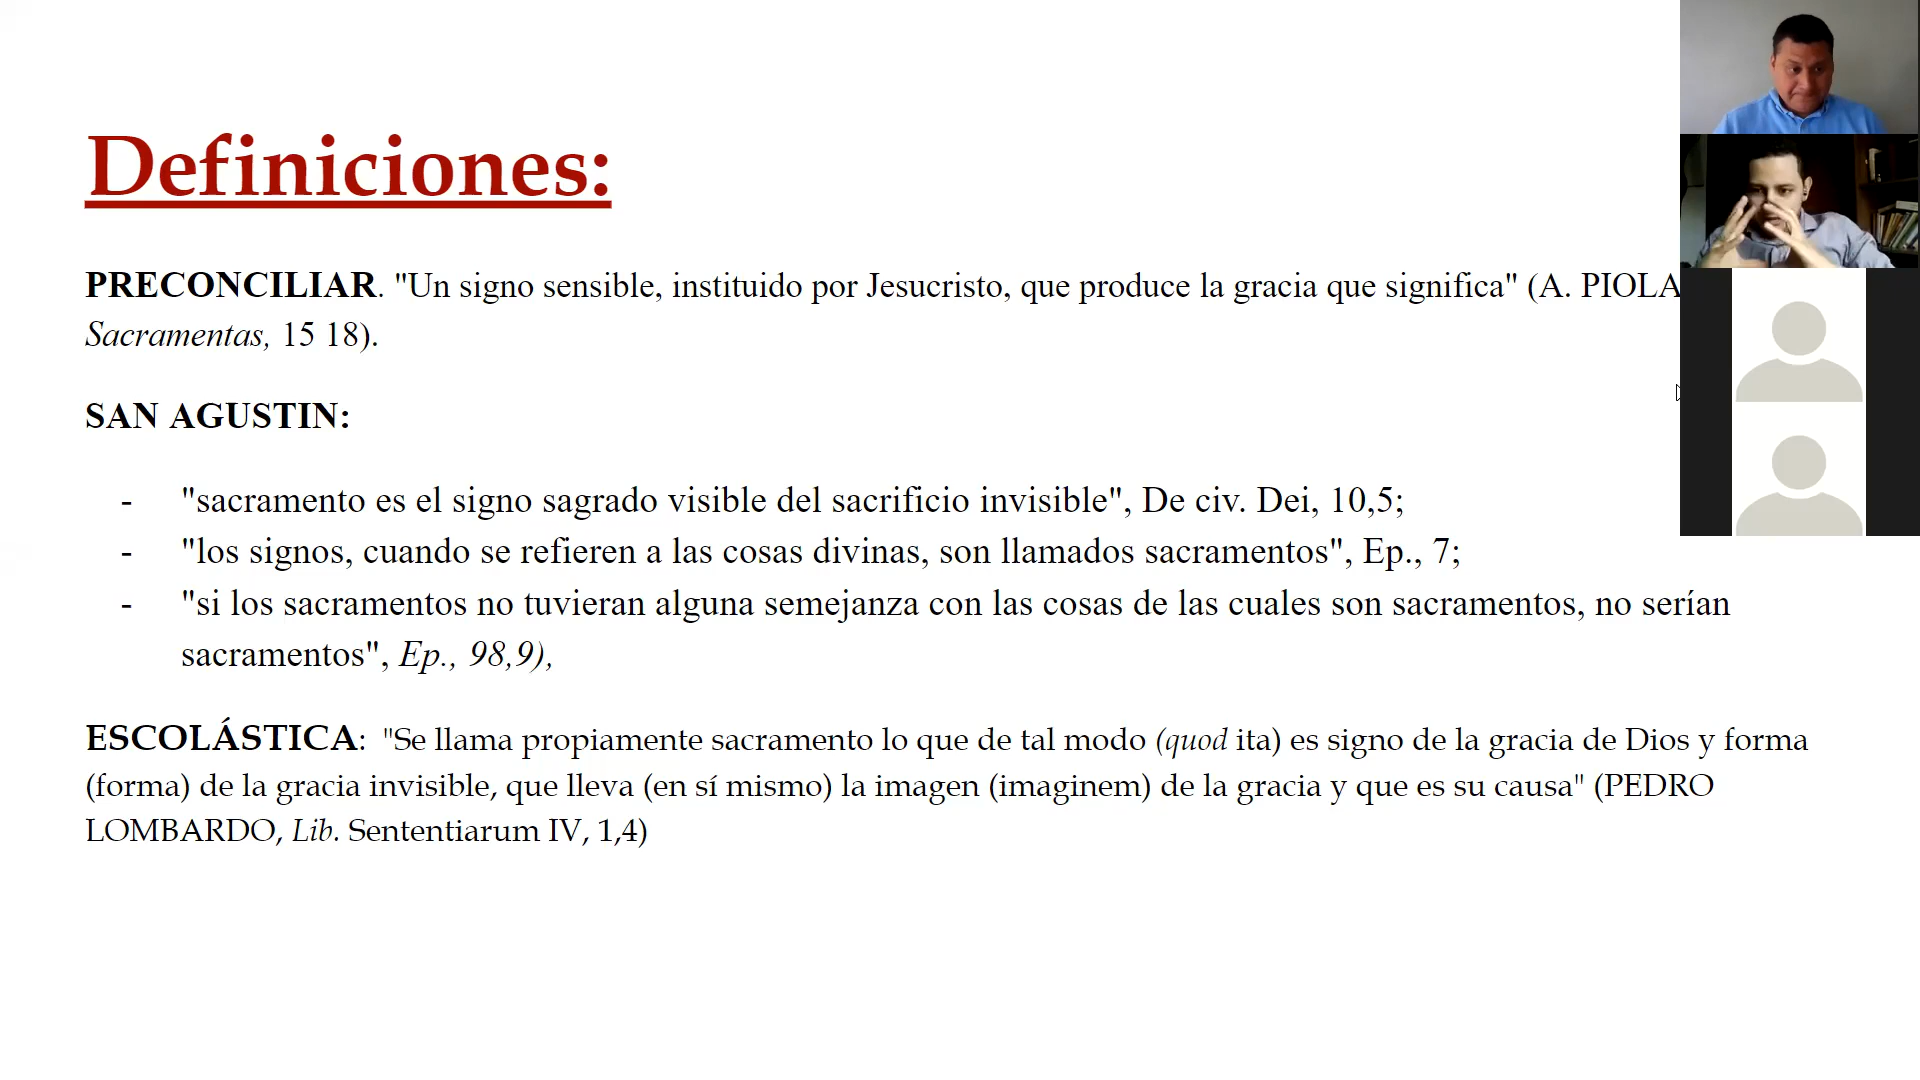 Definiciones:
PRECONCILIAR. "Un signo sensible, instituido por Jesucristo, que produce la gracia que significa" (A. PIOLA
Sacramentas, 15 18).
SAN AGUSTIN:
- "sacramento es el signo sagrado visible del sacrificio invisible", De civ. Dei, 10,5;
- "los signos, cuando se refieren a las cosas divinas, son llamados sacramentos", Ep., 7;
- "si los sacramentos no tuvieran alguna semejanza con las cosas de las cuales son sacramentos, no serían
sacramentos", Ep., 98,9),
ESCOLÁSTICA: "Se llama propiamente sacramento lo que de tal modo (quod ita) es signo de la gracia de Dios y forma
(forma) de la gracia invisible, que lleva (en sí mismo) la imagen (imaginem) de la gracia y que es su causa" (PEDRO
LOMBARDO, Lib. Sententiarum IV, 1,4)